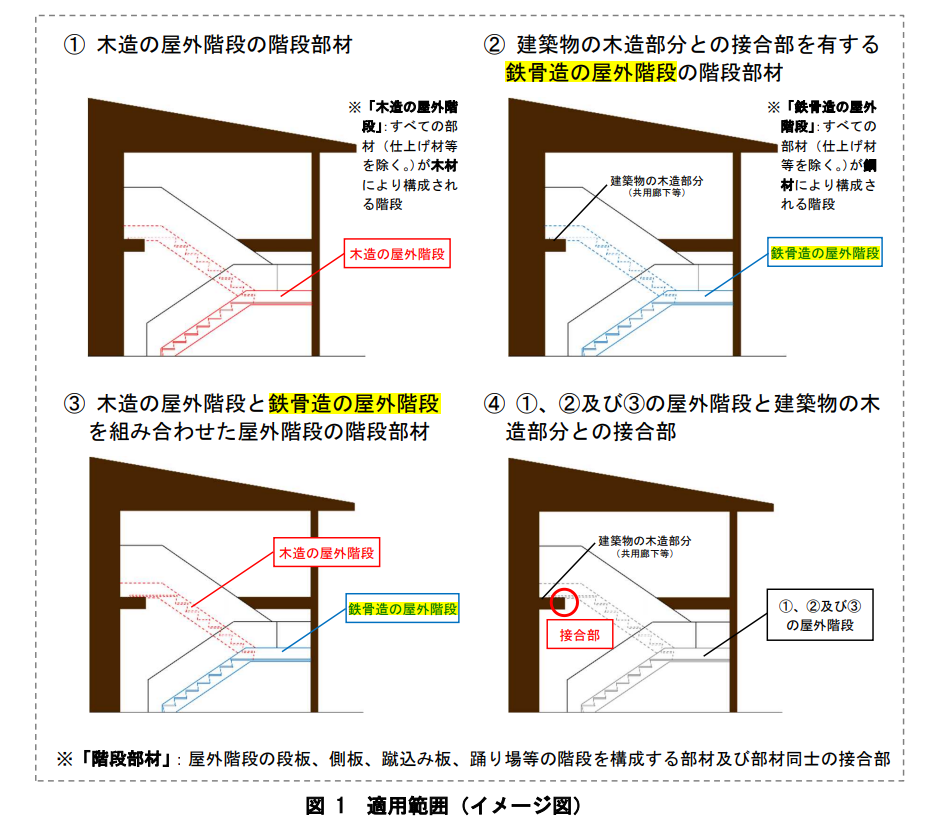 ① 木造の屋外階段の階段部材
※「木造の屋外階
段」：すべての部
材（仕上げ材等
を除く。）が木材
により構成され
る階段
木造の屋外階段
② 建築物の木造部分との接合部を有する
鉄骨造の屋外階段の階段部材
※「鉄骨造の屋外
階段」：すべての
部材（仕上げ材
等を除く。）が鋼
材により構成さ
れる階段
建築物の木造部分
（共用廊下等）
鉄骨造の屋外階段
③ 木造の屋外階段と鉄骨造の屋外階段
を組み合わせた屋外階段の階段部材
木造の屋外階段
鉄骨造の屋外階段
④ ①、②及び③の屋外階段と建築物の木
造部分との接合部
建築物の木造部分
（共用廊下等）
接合部
①、②及び③
の屋外階段
※「階段部材」：屋外階段の段板、側板、蹴込み板、踊り場等の階段を構成する部材及び部材同士の接合部
図 1 適用範囲（イメージ図）